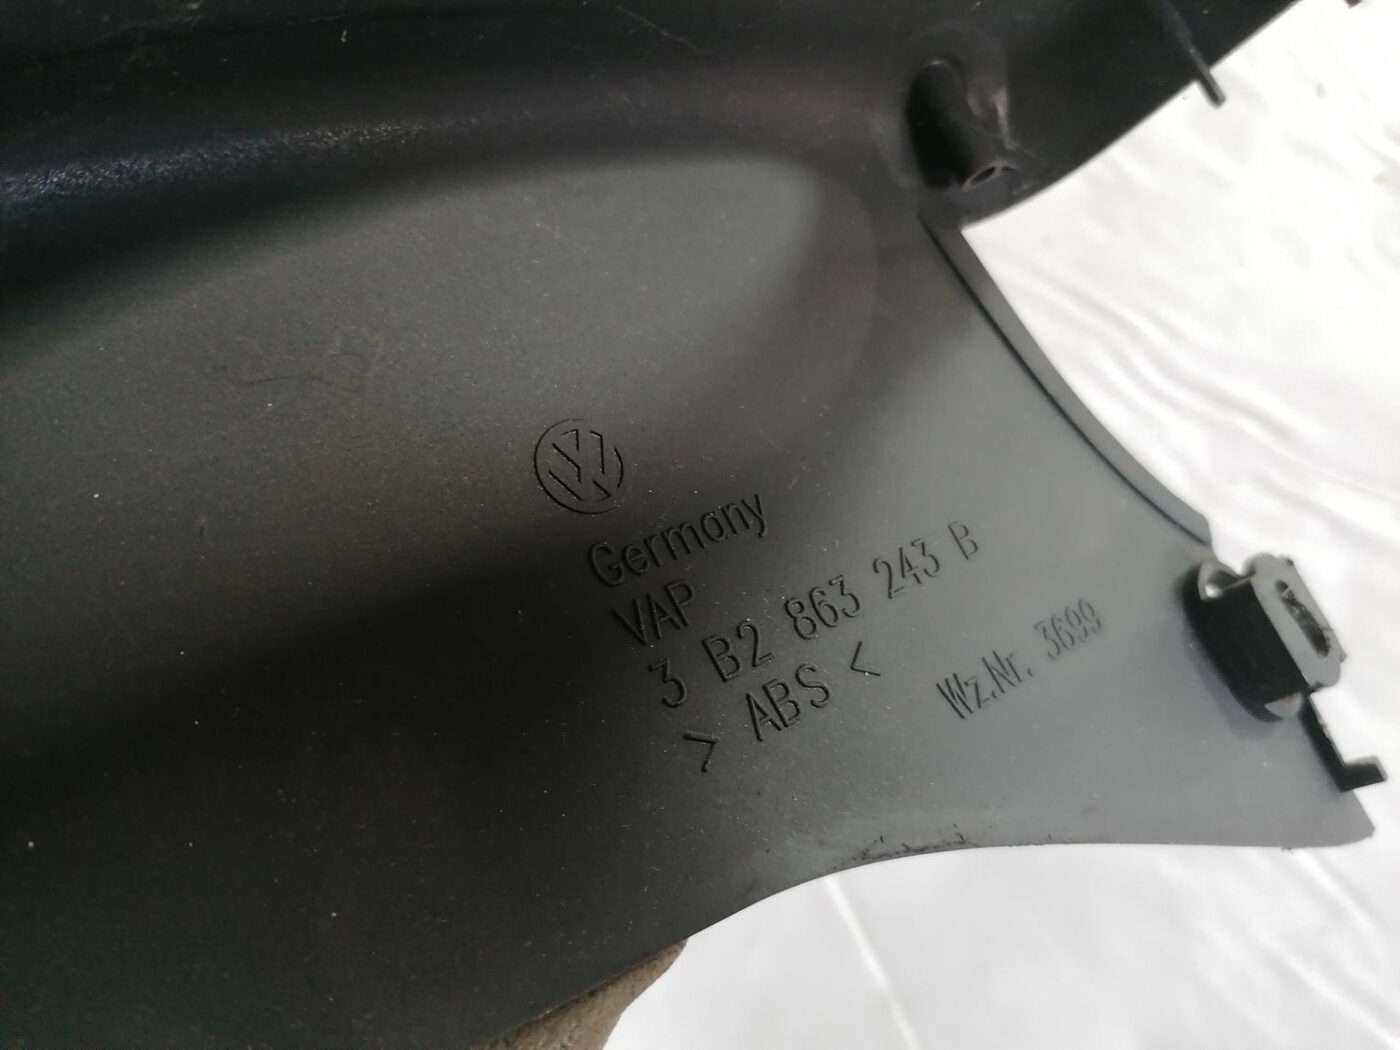 Germany
VAP
3 B2 863 243 B
> ABS <
Wz.Nr. 3699